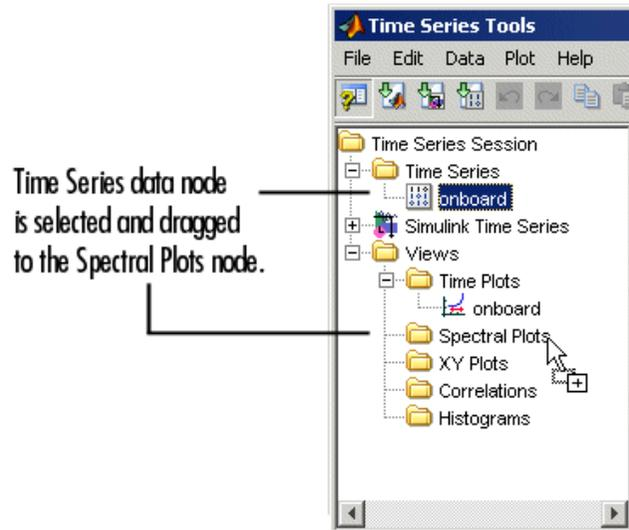 Time Series Tools
File Edit Data Plot Help
Time Series Session
Time Series
onboard
Simulink Time Series
Views
Time Plots
onboard
Spectral Plots
XY Plots
Correlations
Histograms
Time Series data node
is selected and dragged
to the Spectral Plots node.